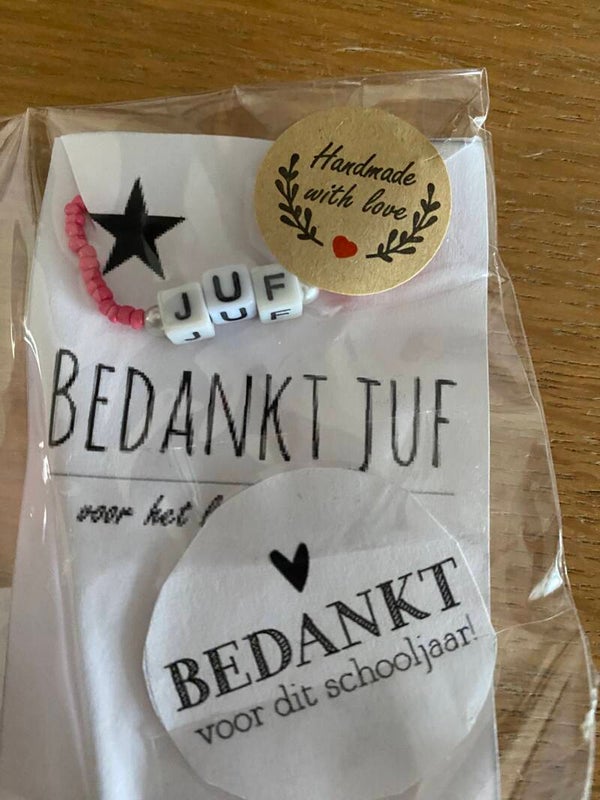 Handmade
with love
JUF
BEDANKT JUF
voor het
BEDANKT
voor dit schooljaar!